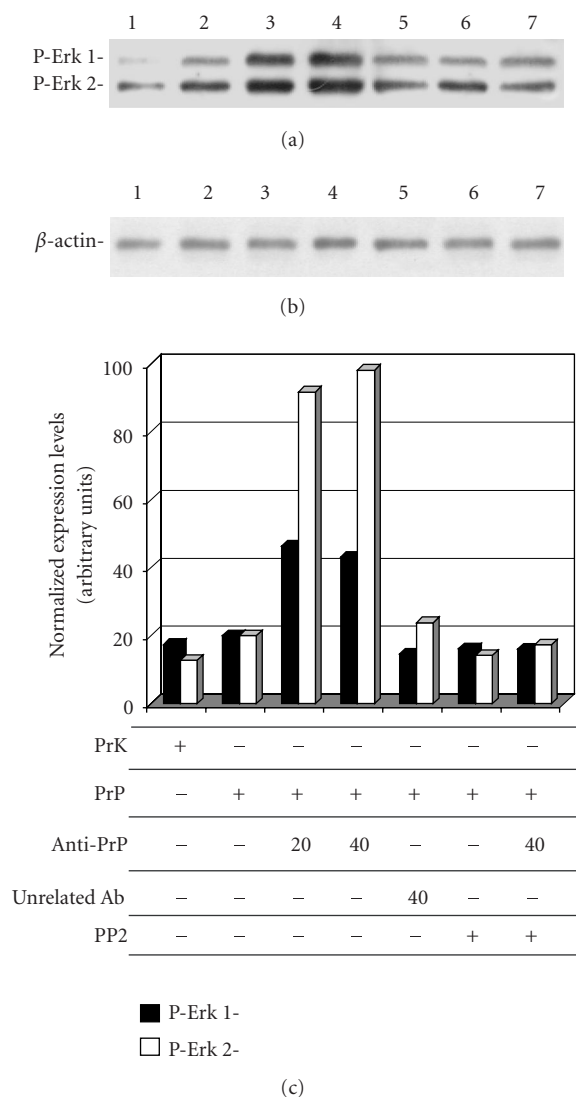 1 2 3 4 5 6 7
P-Erk 1-
P-Erk 2-
(a)
1 2 3 4 5 6 7
β-actin-
(b)
Normalized expression levels
(arbitrary units)
100
80
60
40
20
0
PrK + – – – – – –
PrP – + + + + + +
Anti-PrP – – 20 40 – – 40
Unrelated Ab – – – – 40 – –
PP2 – – – – – + +
P-Erk 1-
P-Erk 2-
(c)